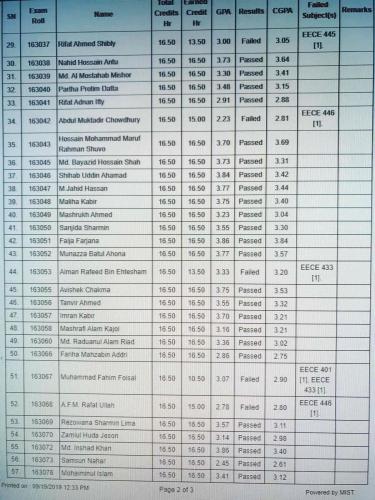 SN Exam Roll Name Total Credits Hr Earned Credit Hr GPA Results CGPA Failed Subject(s) Remarks
29. 163037 Rifat Ahmed Shibly 16.50 13.50 3.00 Failed 3.05 EECE 445 [1].
30. 163038 Nahid Hossain Antu 16.50 16.50 3.73 Passed 3.64
31. 163039 Md. Al Mostahab Mishor 16.50 16.50 3.30 Passed 3.41
32. 163040 Partha Pretim Datta 16.50 16.50 3.48 Passed 3.15
33. 163041 Rifat Adnan Iffy 16.50 16.50 2.91 Passed 2.88
34. 163042 Abdul Muktadir Chowdhury 16.50 15.00 2.23 Failed 2.81 EECE 446 [1].
35. 163043 Hossain Mohammad Maruf Rahman Shuvo 16.50 16.50 3.70 Passed 3.69
36. 163045 Md. Bayazid Hossain Shah 16.50 16.50 3.73 Passed 3.31
37. 163046 Shihab Uddin Ahamad 16.50 16.50 3.84 Passed 3.42
38. 163047 M.Jahid Hassan 16.50 16.50 3.77 Passed 3.44
39. 163048 Maliha Kabir 16.50 16.50 3.75 Passed 3.40
40. 163049 Mashrukh Ahmed 16.50 16.50 3.23 Passed 3.04
41. 163050 Sanjida Sharmin 16.50 16.50 3.55 Passed 3.30
42. 163051 Faija Farjana 16.50 16.50 3.86 Passed 3.84
43. 163052 Munazza Batul Ahona 16.50 16.50 3.77 Passed 3.57
44. 163053 Aiman Rafeed Bin Ehtesham 16.50 13.50 3.33 Failed 3.20 EECE 433 [1].
45. 163055 Avishek Chakma 16.50 16.50 3.75 Passed 3.53
46. 163056 Tanvir Ahmed 16.50 16.50 3.55 Passed 3.32
47. 163057 Imran Kabir 16.50 16.50 3.70 Passed 3.21
48. 163058 Mashrafi Alam Kajol 16.50 16.50 3.16 Passed 3.21
49. 163060 Md. Raduanul Alam Riad 16.50 16.50 3.36 Passed 3.02
50. 163066 Fariha Mahzabin Addri 16.50 16.50 2.86 Passed 2.75
51. 163067 Muhammad Fahim Foisal 16.50 10.50 3.07 Failed 2.90 EECE 401 [1], EECE 433 [1].
52. 163068 A.F.M. Rafat Ullah 16.50 15.00 2.78 Failed 2.80 EECE 446 [1].
53. 163069 Rezowana Sharmin Lima 16.50 16.50 3.57 Passed 3.11
54. 163070 Zamiul Huda Jeson 16.50 16.50 3.14 Passed 2.98
55. 163072 Md. Irishad Khan 16.50 16.50 3.86 Passed 3.40
56. 163073 Samsun Nahar 16.50 16.50 2.45 Passed 2.61
57. 163078 Mohaiminul Islam 16.50 16.50 3.41 Passed 3.12
Printed on : 09/19/2019 12:33 PM Page 2 of 3 Powered by MIST